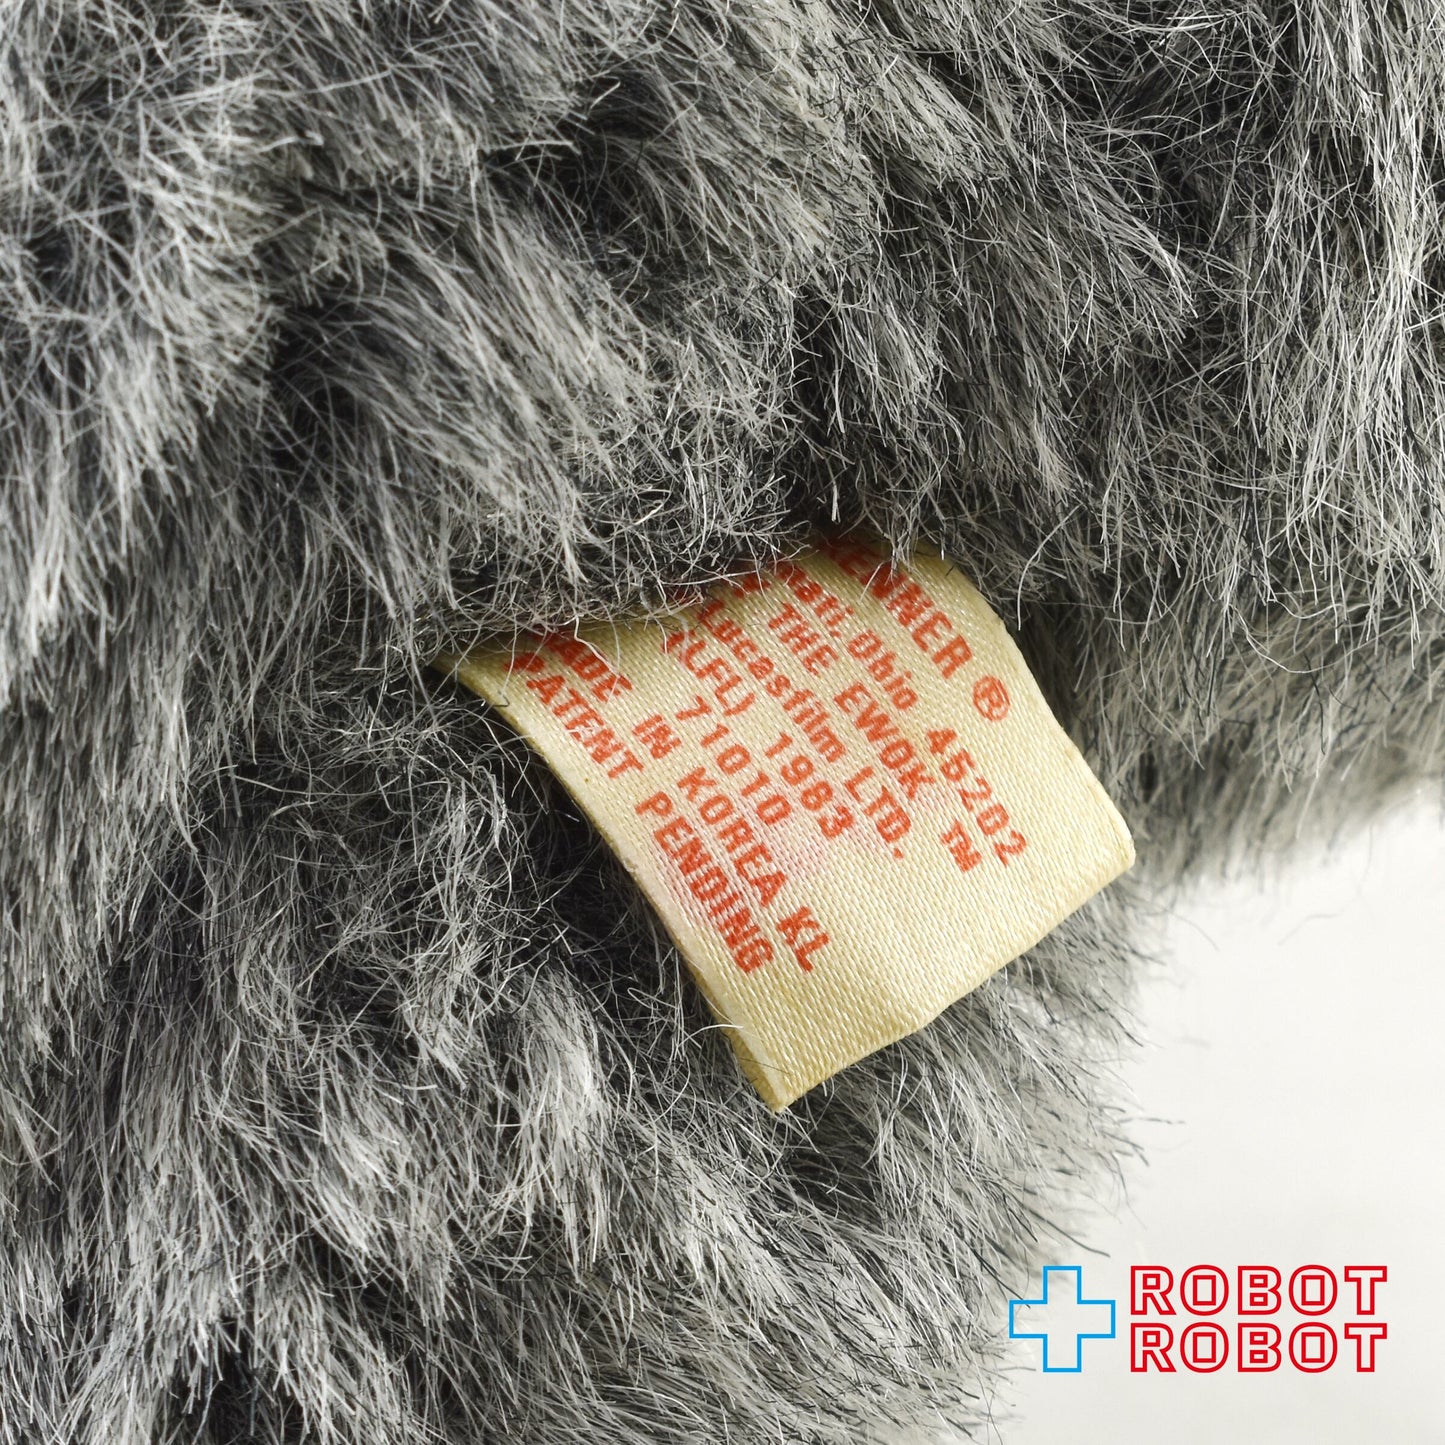 ENNER ®
nati, Ohio 45202
THE EWOK TM
Lucasfilm LTD.
(LFL) 1983
71010
MADE IN KOREA KL
PATENT PENDING
ROBOT
ROBOT